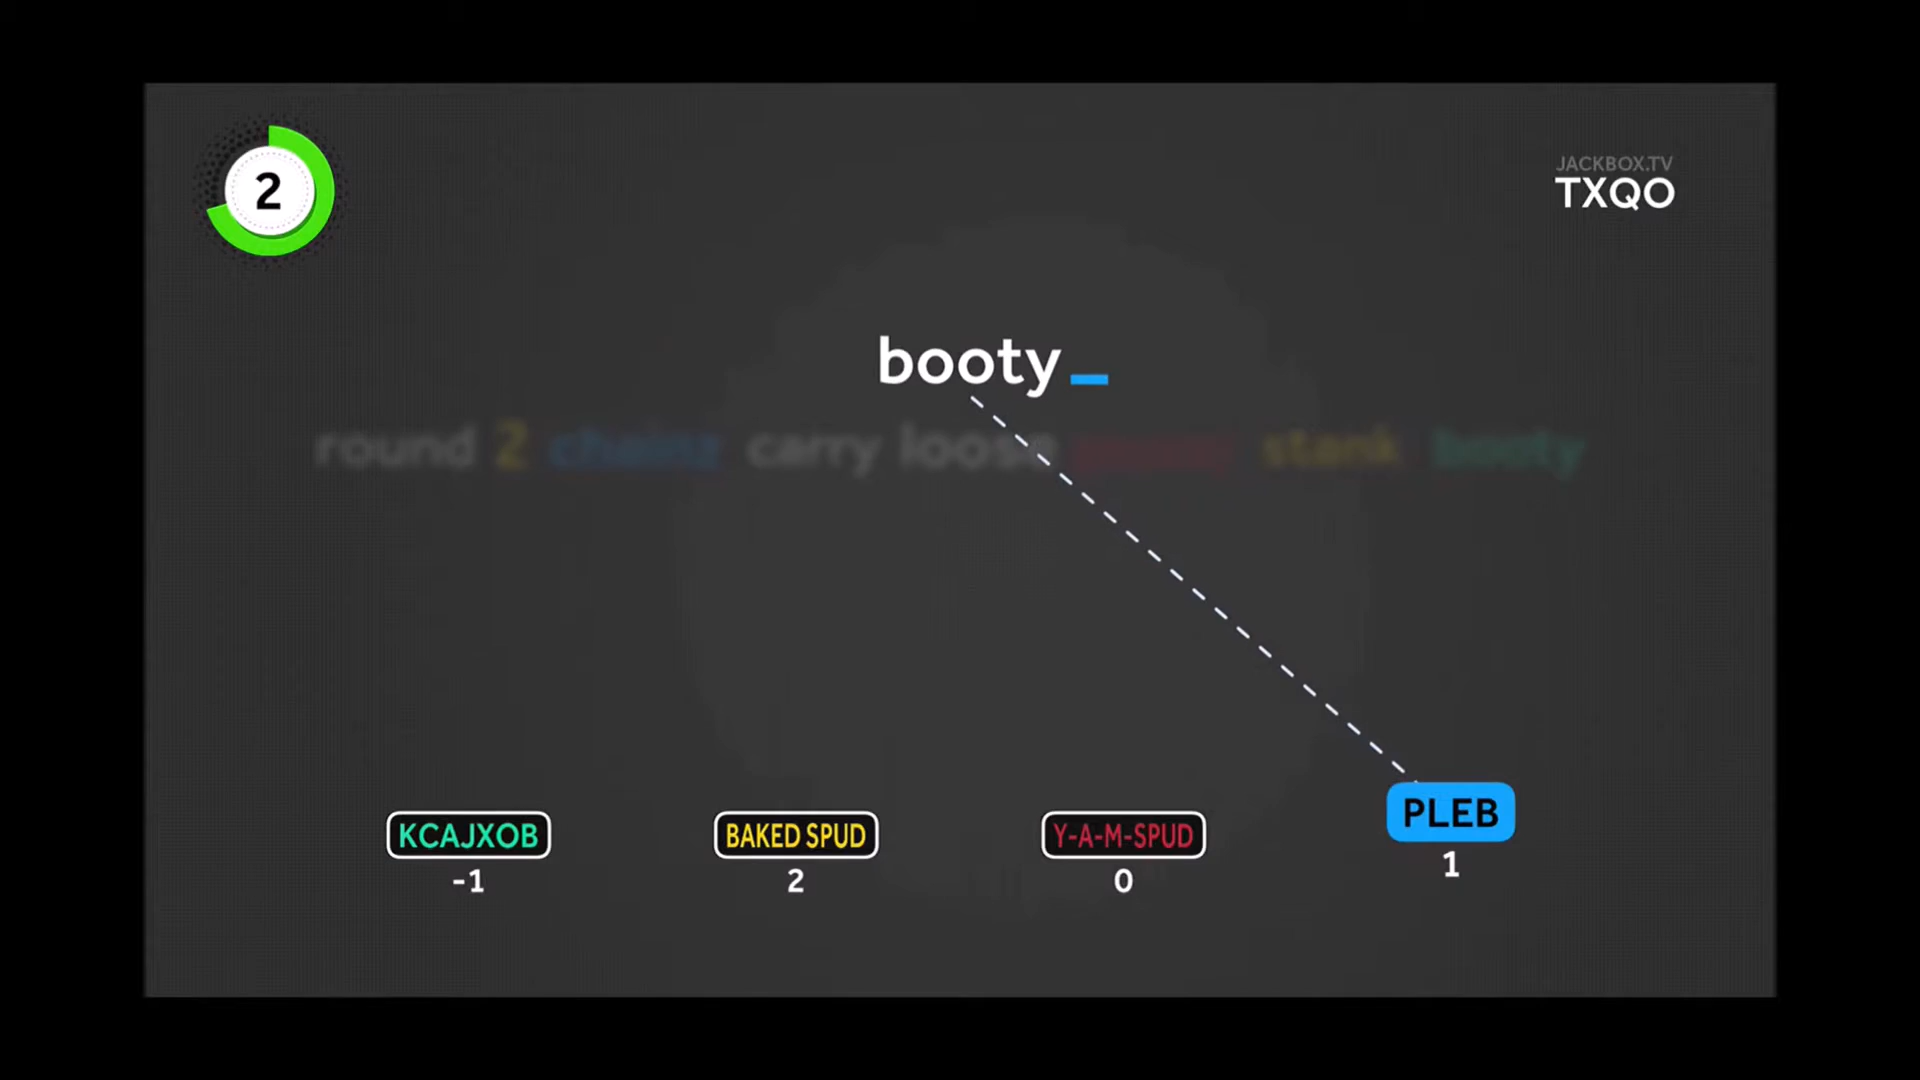 2
JACKBOX.TV
TXQO
booty_
round 2 chainz carry loose stank booty
KCAJXOB
BAKED SPUD
Y-A-M-SPUD
PLEB
-1
2
0
1